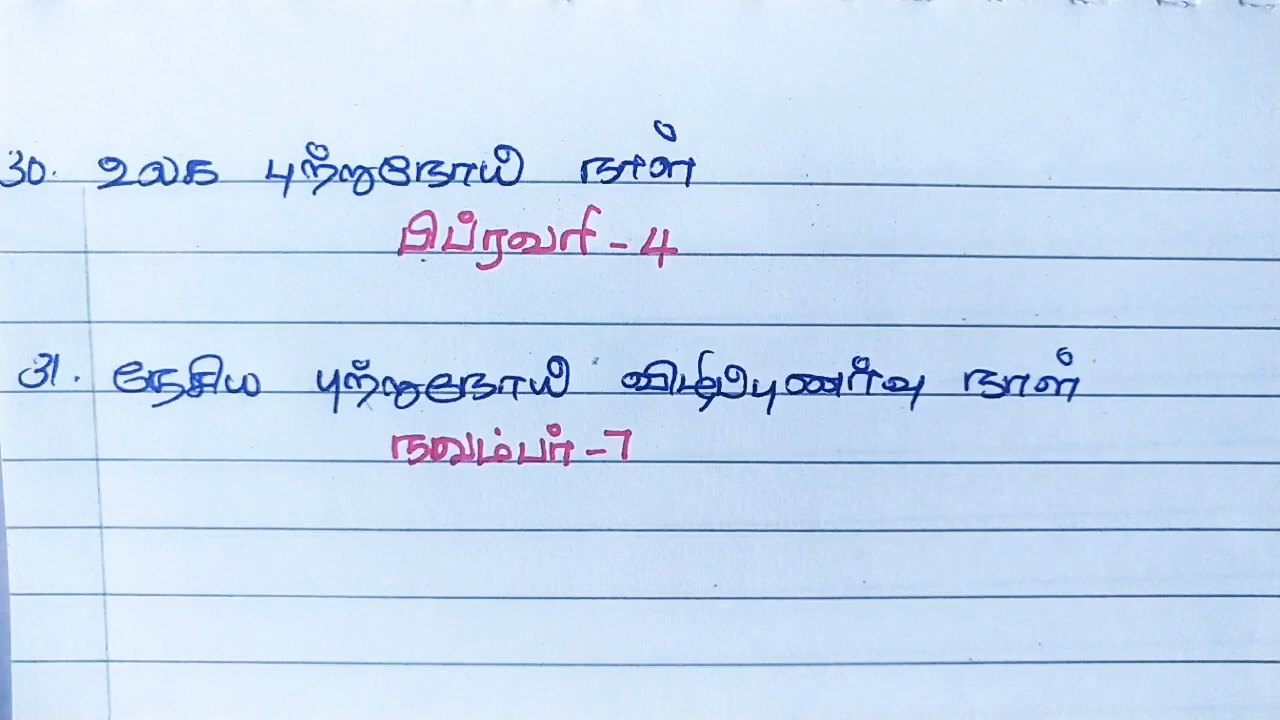 30. உலக புற்றுநோய் நாள்
பிப்ரவரி - 4
31. தேசிய புற்றுநோய் விழிப்புணர்வு நாள்
நவம்பர் - 7